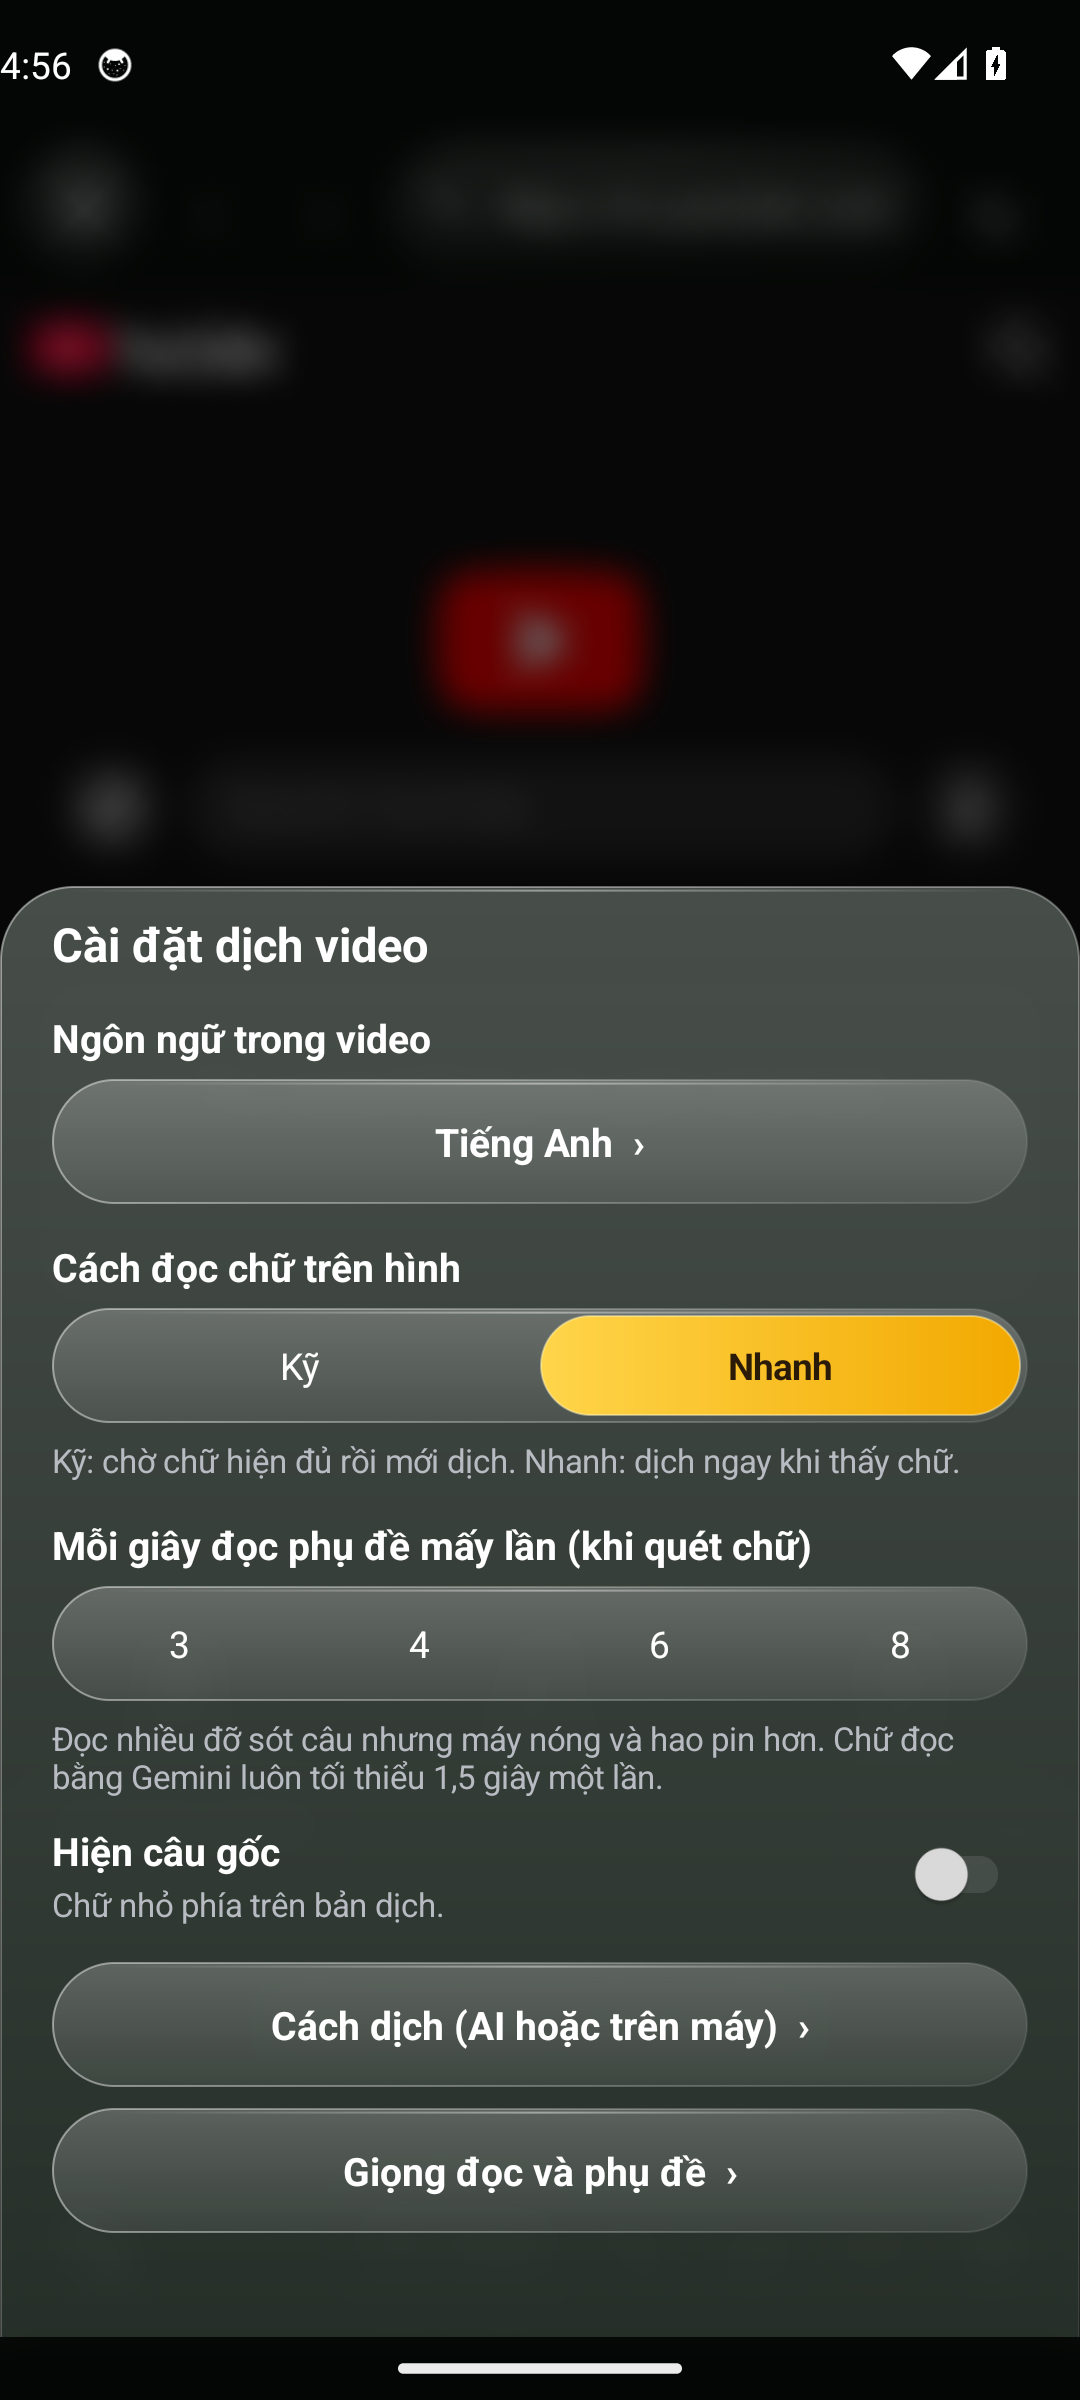 4:56
Cài đặt dịch video
Ngôn ngữ trong video
Tiếng Anh ›
Cách đọc chữ trên hình
Kỹ
Nhanh
Kỹ: chờ chữ hiện đủ rồi mới dịch. Nhanh: dịch ngay khi thấy chữ.
Mỗi giây đọc phụ đề mấy lần (khi quét chữ)
3 4 6 8
Đọc nhiều đỡ sót câu nhưng máy nóng và hao pin hơn. Chữ đọc
bằng Gemini luôn tối thiểu 1,5 giây một lần.
Hiện câu gốc
Chữ nhỏ phía trên bản dịch.
Cách dịch (AI hoặc trên máy) ›
Giọng đọc và phụ đề ›